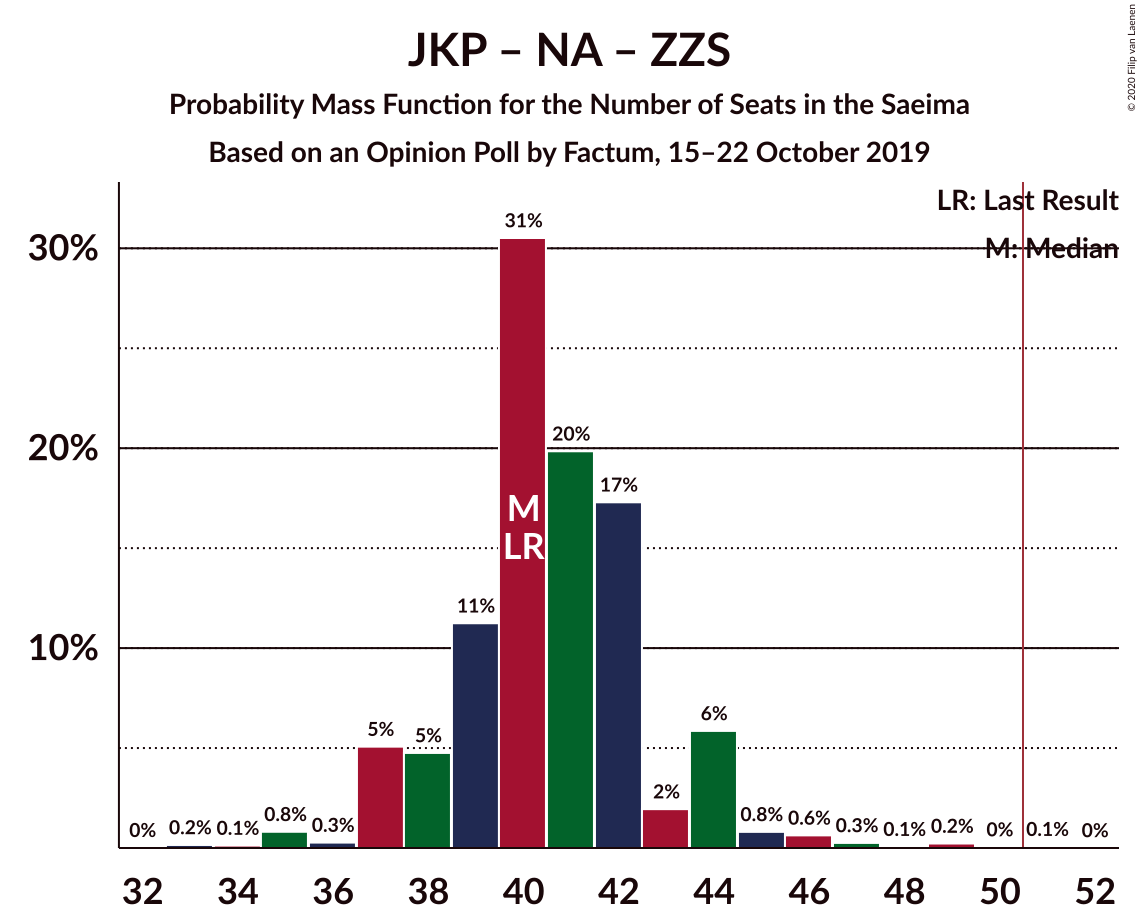 JKP – NA – ZZS
Probability Mass Function for the Number of Seats in the Saeima
Based on an Opinion Poll by Factum, 15–22 October 2019
© 2020 Filip van Laenen
LR: Last Result
M: Median
30%
20%
10%
0%
0.2%
0.1%
0.8%
0.3%
5%
5%
11%
31%
20%
17%
2%
6%
0.8%
0.6%
0.3%
0.1%
0.2%
0%
0.1%
0%
M
LR
32 34 36 38 40 42 44 46 48 50 52